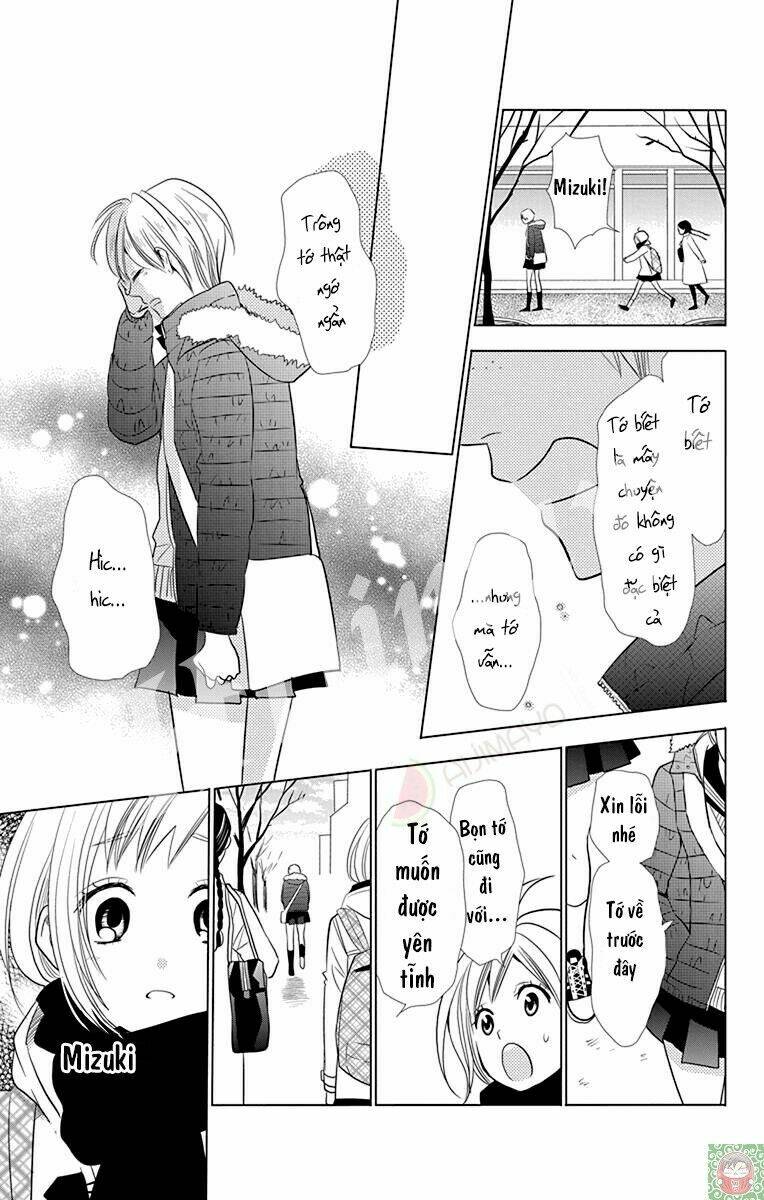 Mizuki!
Tớ
biết
Tớ biết
là mấy
chuyện
đó không
có gì
đặc biệt
cả
...nhưng
mà tớ
vẫn...
Trông
tớ thật
ngớ
ngẩn
Hic...
hic...
Xin lỗi
nhé
Tớ về
trước
đây
Bọn tớ
cũng
đi
với...
Tớ
muốn
được
yên
tĩnh
Mizuki
AJIMAYO